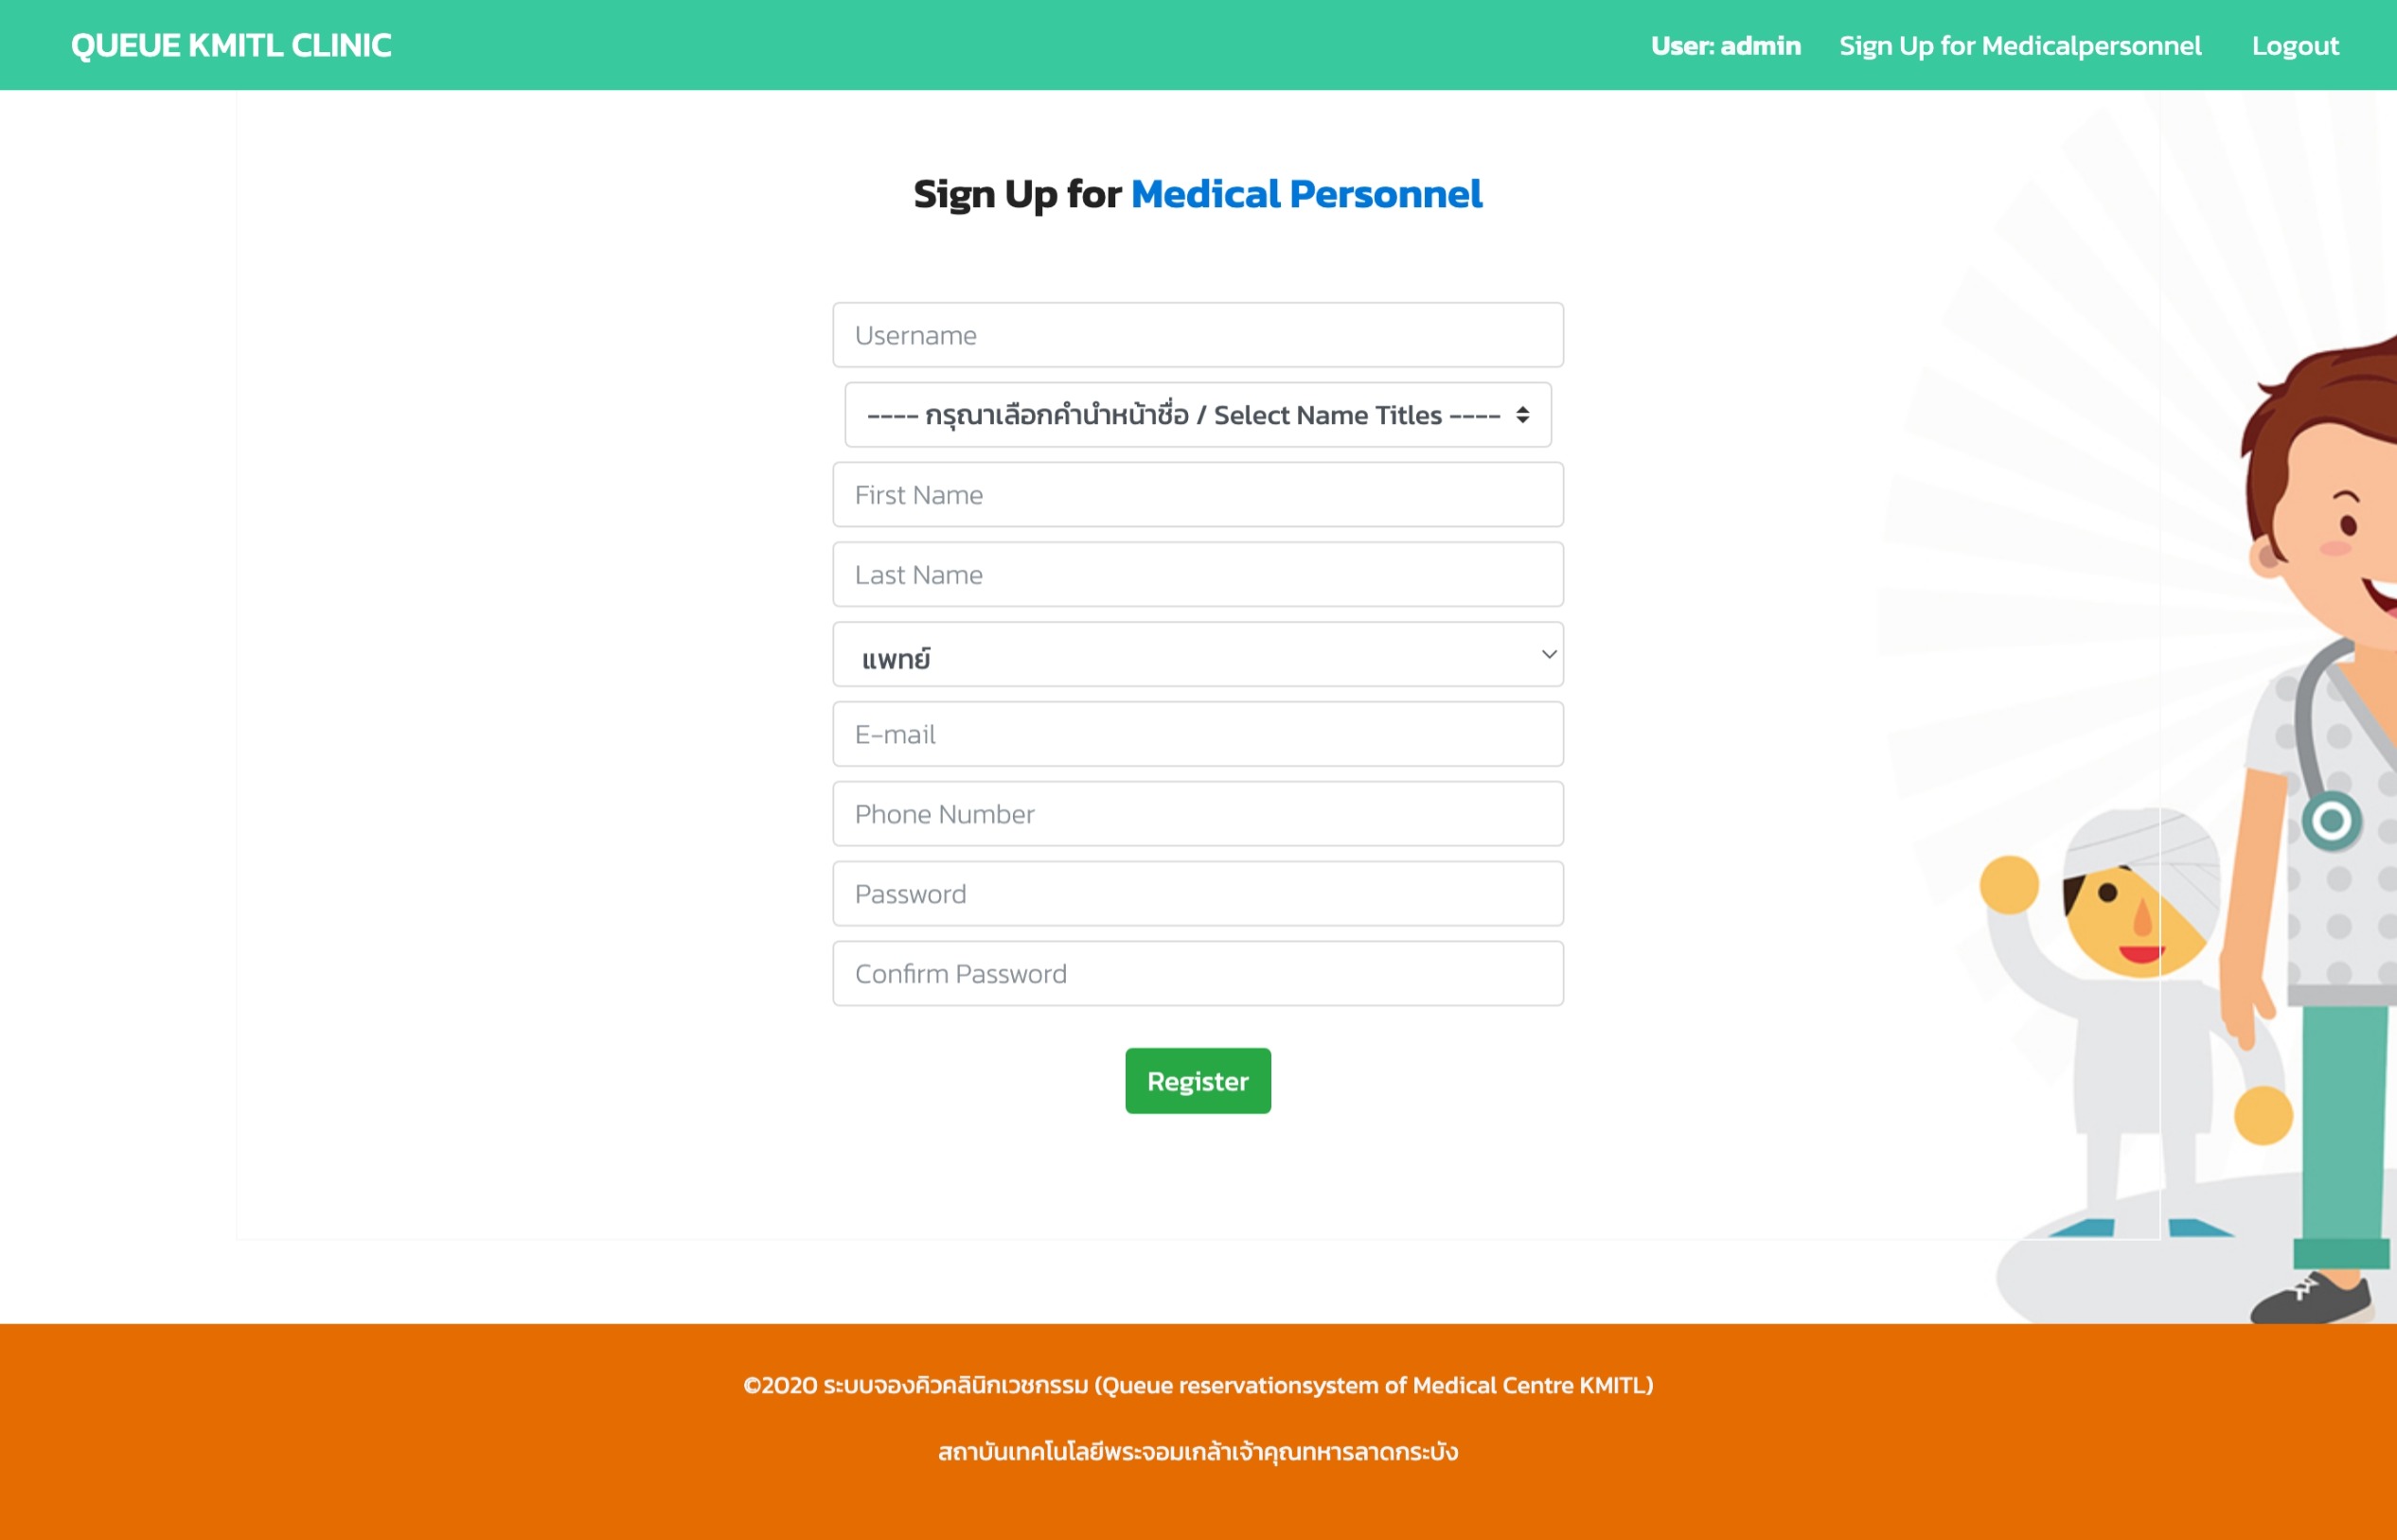 QUEUE KMITL CLINIC
User: admin Sign Up for Medicalpersonnel Logout
Sign Up for Medical Personnel
Username
---- กรุณาเลือกคำนำหน้าชื่อ / Select Name Titles ----
First Name
Last Name
แพทย์
E-mail
Phone Number
Password
Confirm Password
Register
©2020 ระบบจองคิวคลินิกเวชกรรม (Queue reservationsystem of Medical Centre KMITL)
สถาบันเทคโนโลยีพระจอมเกล้าเจ้าคุณทหารลาดกระบัง